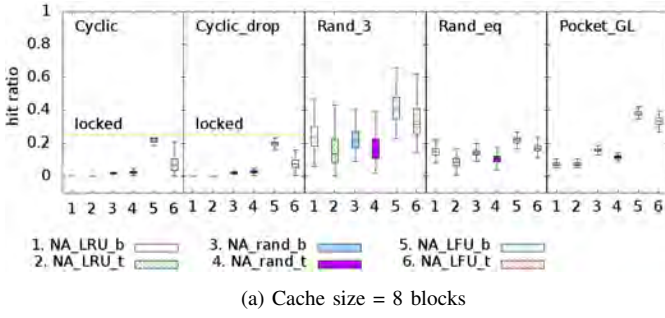 Cyclic Cyclic_drop Rand_3 Rand_eq Pocket_GL
1
0.8
0.6
0.4
0.2
0
hit ratio
locked locked
1 2 3 4 5 6 1 2 3 4 5 6 1 2 3 4 5 6 1 2 3 4 5 6 1 2 3 4 5 6
1. NA_LRU_b 3. NA_rand_b 5. NA_LFU_b
2. NA_LRU_t 4. NA_rand_t 6. NA_LFU_t
(a) Cache size = 8 blocks